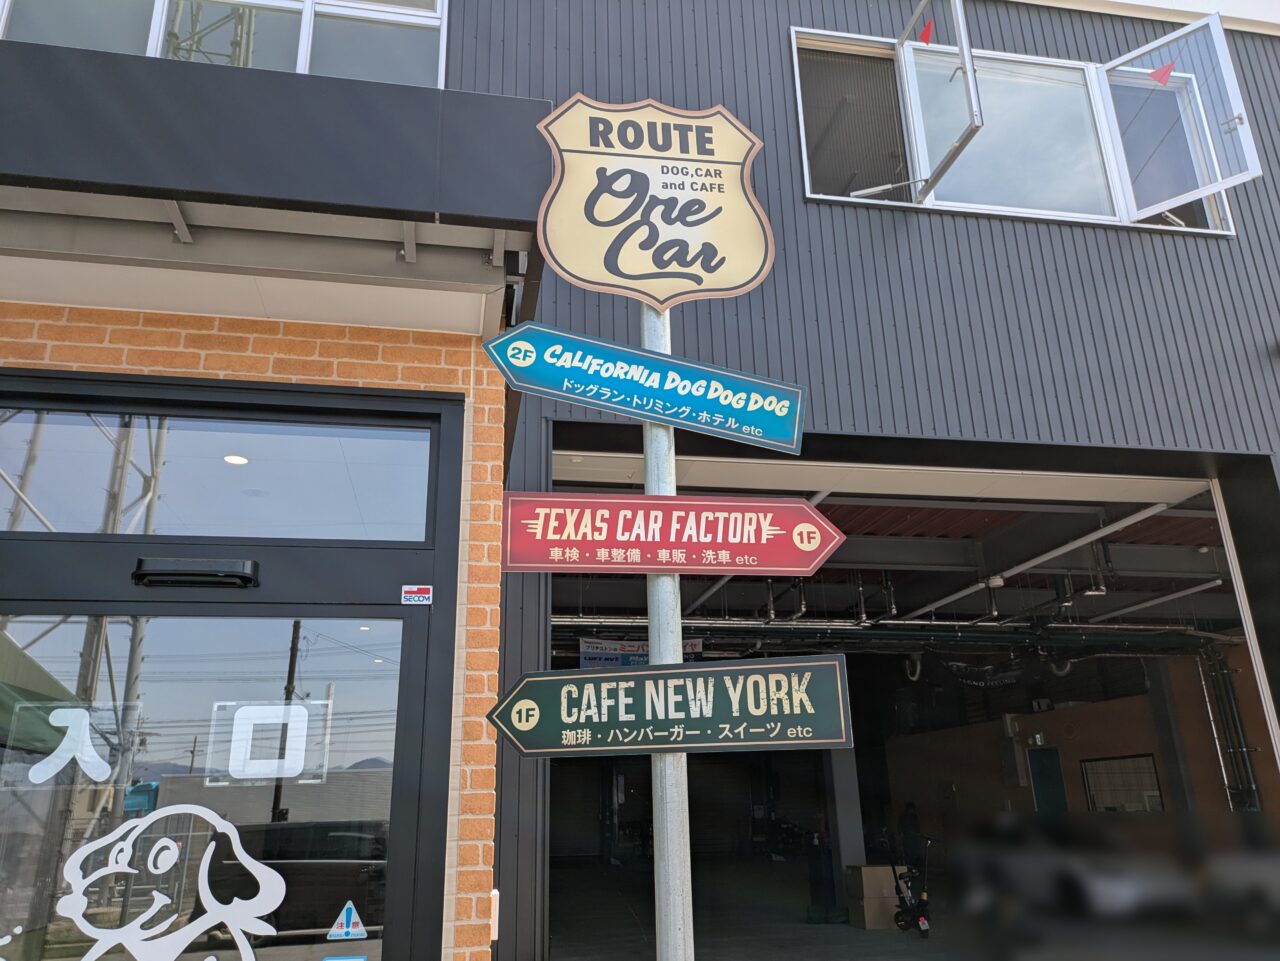 ROUTE
DOG,CAR
and CAFE
One
Car
2F CALIFORNIA DOG DOG DOG
ドッグラン・トリミング・ホテル etc
TEXAS CAR FACTORY 1F
車検・車整備・車販・洗車 etc
1F CAFE NEW YORK
珈琲・ハンバーガー・スイーツ etc
SECOM
入口
注意